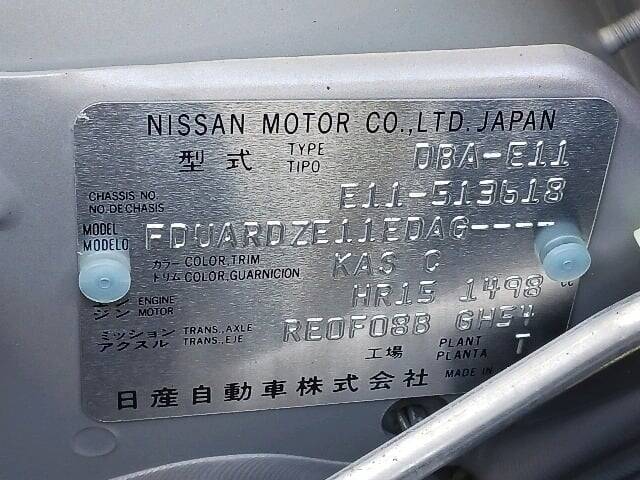 NISSAN MOTOR CO.,LTD. JAPAN
型式 TYPE TIPO DBA-E11
CHASSIS NO. NO.DE CHASIS E11-513618
MODEL MODELO FDUARDZE11EDAG----
カラー トリム COLOR,TRIM COLOR,GUARNICION KAS G
エンジン ENGINE MOTOR HR15 1498 cc
ミッション アクスル TRANS.,AXLE TRANS.,EJE RE0F08B GH54
工場 PLANT PLANTA T
日産自動車株式会社 MADE IN